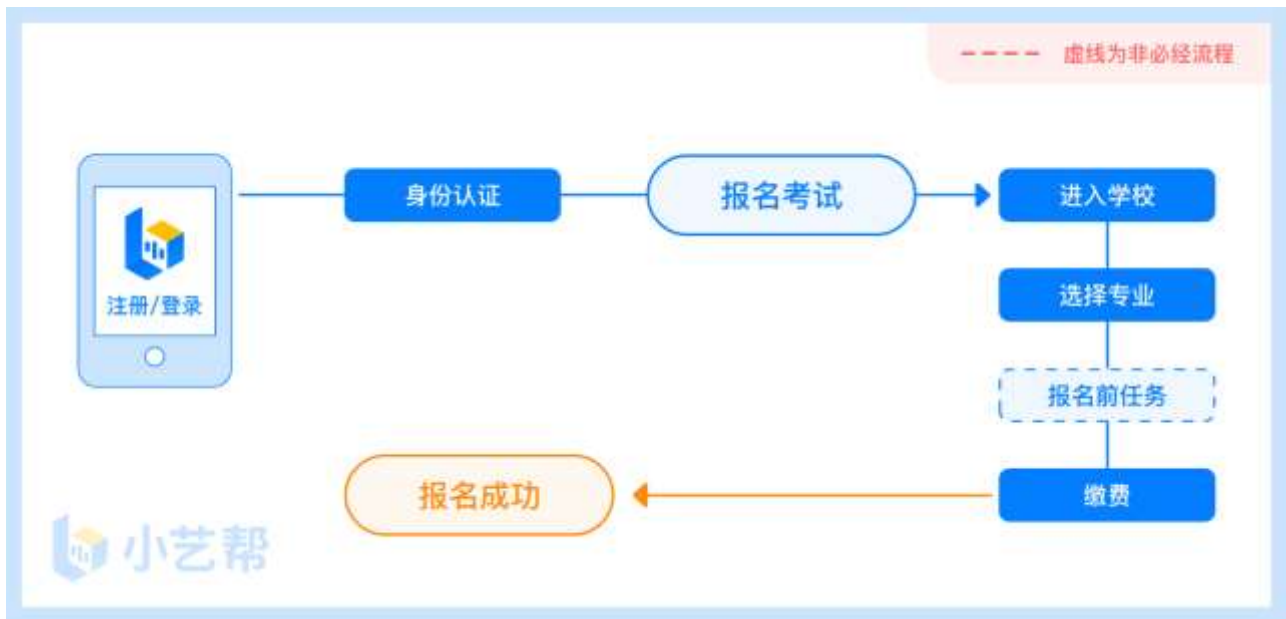 ---- 虚线为非必经流程
身份认证
报名考试
进入学校
注册/登录
选择专业
报名前任务
缴费
报名成功
小艺帮